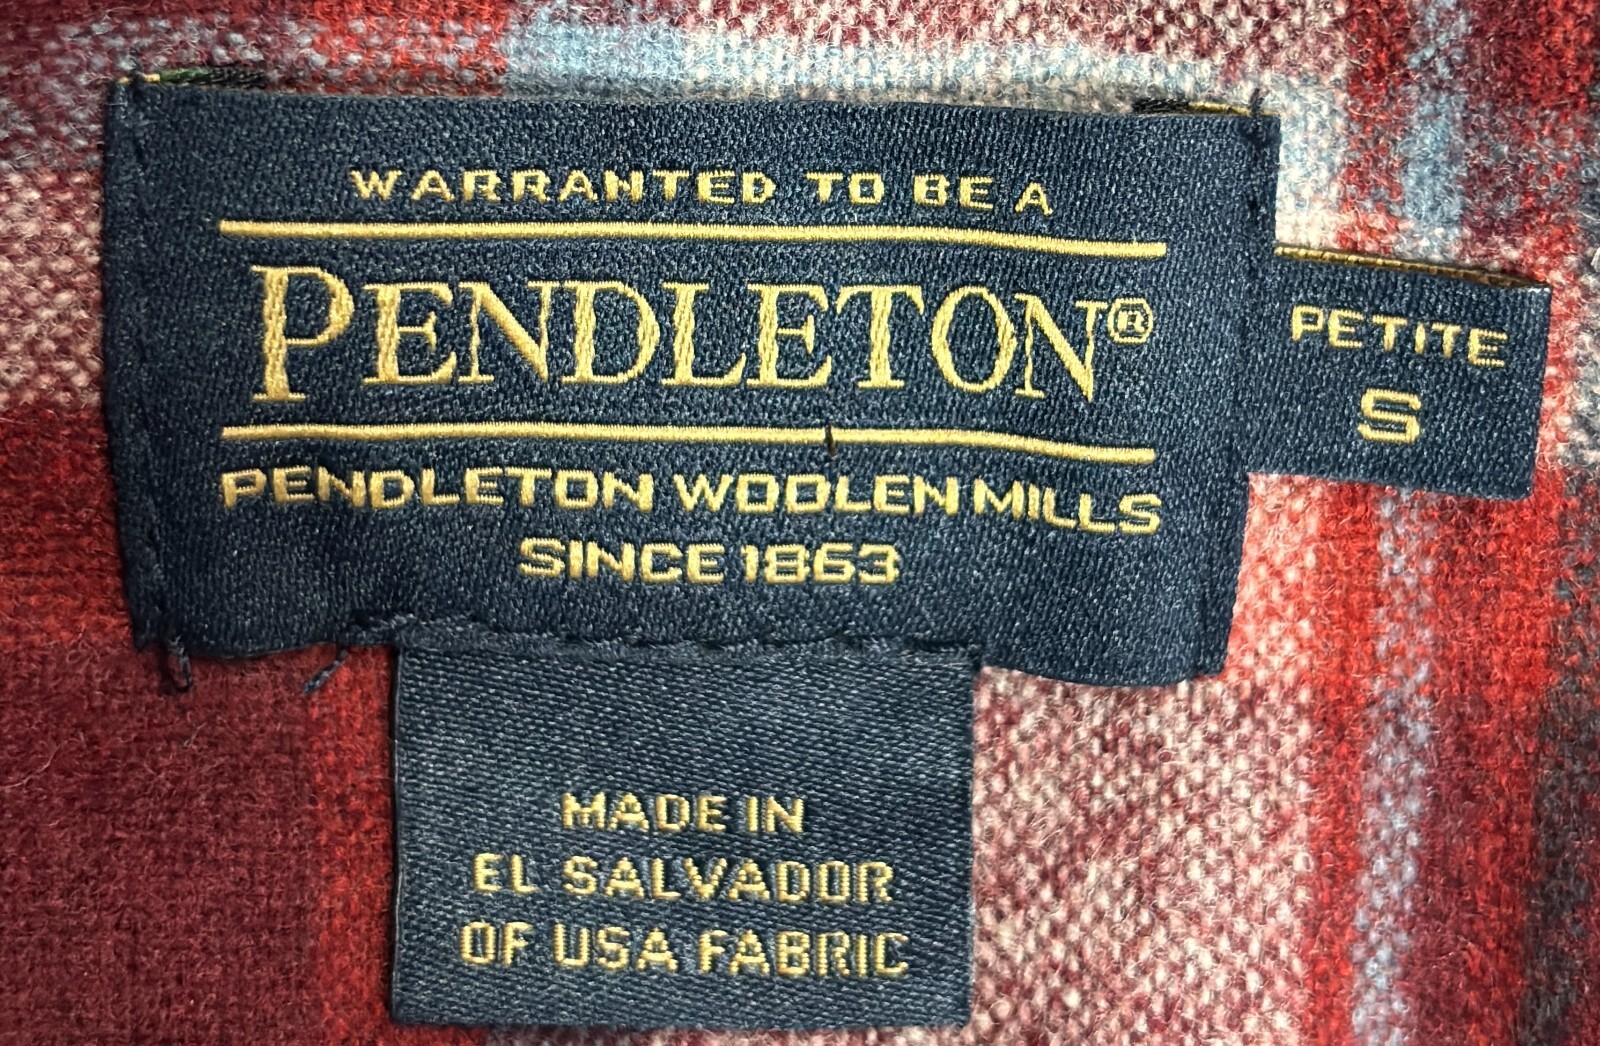 WARRANTED TO BE A
PENDLETON®
PENDLETON WOOLEN MILLS
SINCE 1863
PETITE
S
MADE IN
EL SALVADOR
OF USA FABRIC